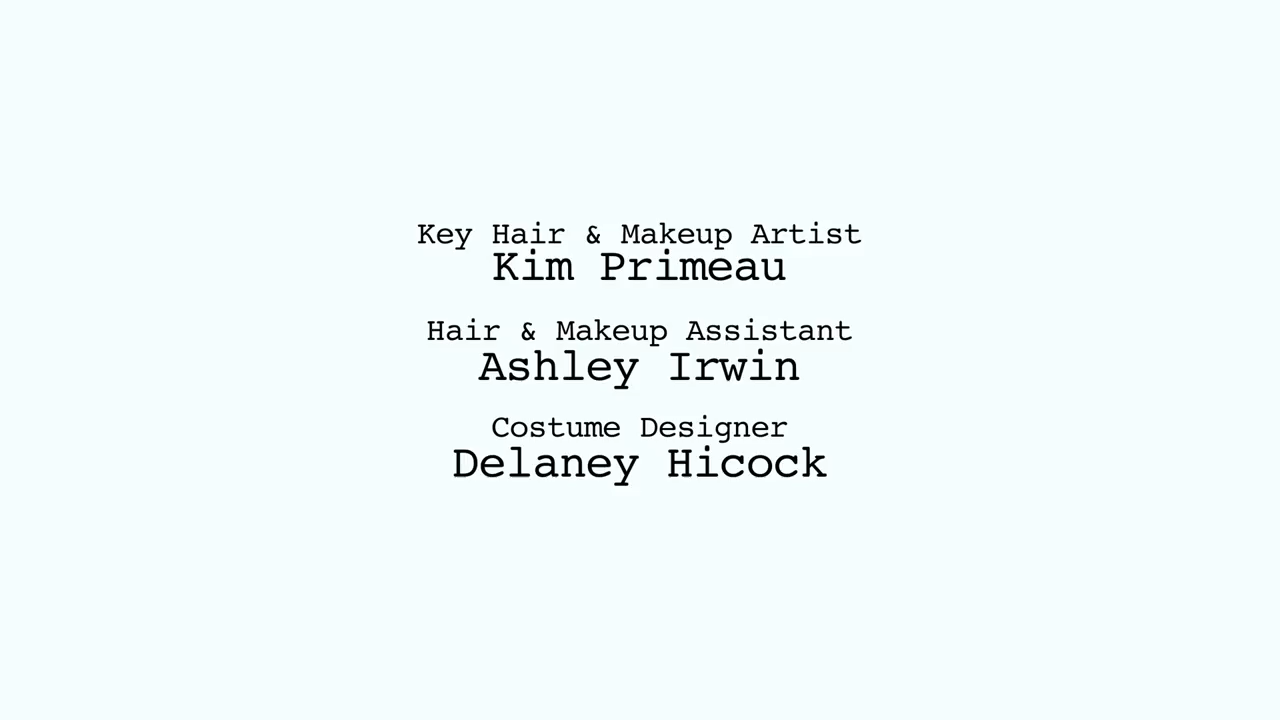 Key Hair & Makeup Artist
Kim Primeau
Hair & Makeup Assistant
Ashley Irwin
Costume Designer
Delaney Hicock